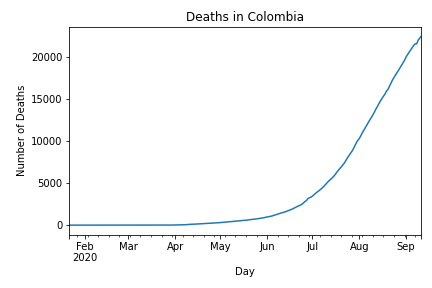 Deaths in Colombia
Number of Deaths
20000
15000
10000
5000
0
Feb Mar Apr May Jun Jul Aug Sep
2020
Day